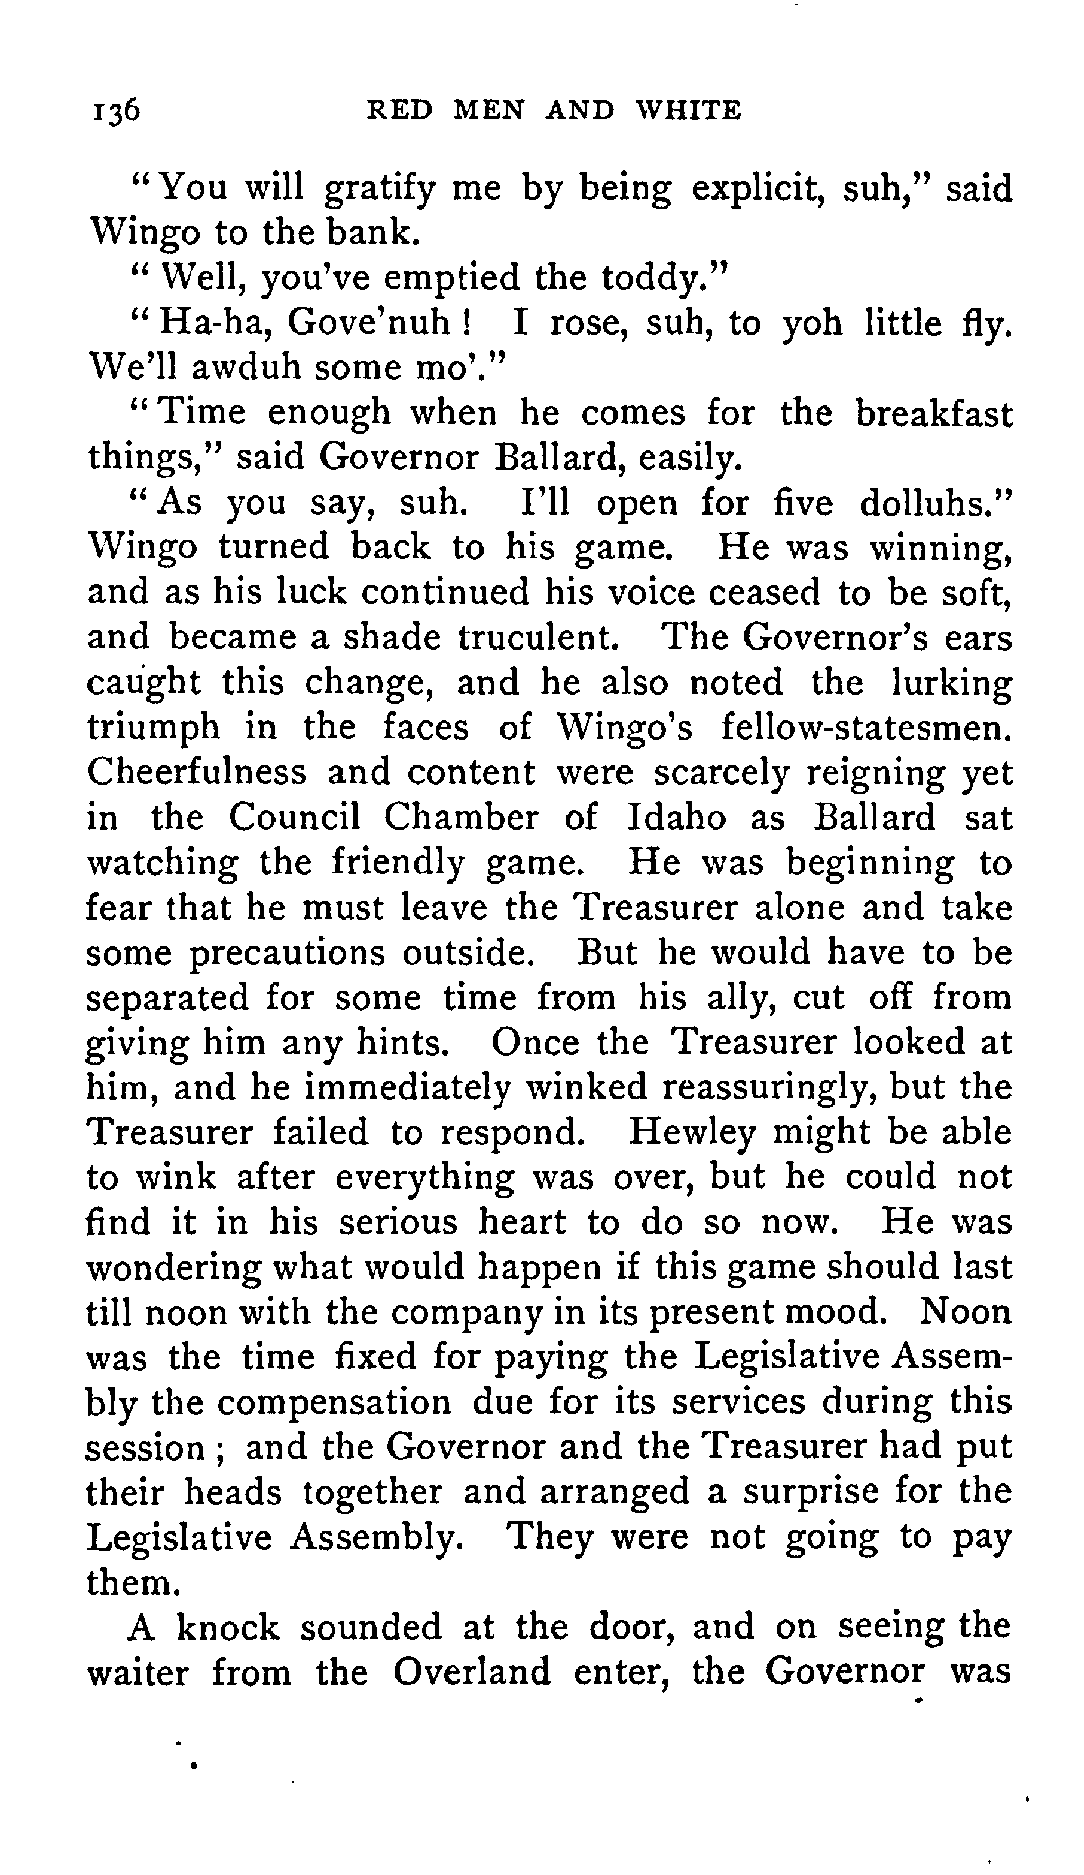 136 RED MEN AND WHITE
"You will gratify me by being explicit, suh," said
Wingo to the bank.
"Well, you've emptied the toddy."
"Ha-ha, Gove'nuh! I rose, suh, to yoh little fly.
We'll awduh some mo'."
"Time enough when he comes for the breakfast
things," said Governor Ballard, easily.
"As you say, suh. I'll open for five dolluhs."
Wingo turned back to his game. He was winning,
and as his luck continued his voice ceased to be soft,
and became a shade truculent. The Governor's ears
caught this change, and he also noted the lurking
triumph in the faces of Wingo's fellow-statesmen.
Cheerfulness and content were scarcely reigning yet
in the Council Chamber of Idaho as Ballard sat
watching the friendly game. He was beginning to
fear that he must leave the Treasurer alone and take
some precautions outside. But he would have to be
separated for some time from his ally, cut off from
giving him any hints. Once the Treasurer looked at
him, and he immediately winked reassuringly, but the
Treasurer failed to respond. Hewley might be able
to wink after everything was over, but he could not
find it in his serious heart to do so now. He was
wondering what would happen if this game should last
till noon with the company in its present mood. Noon
was the time fixed for paying the Legislative Assem-
bly the compensation due for its services during this
session; and the Governor and the Treasurer had put
their heads together and arranged a surprise for the
Legislative Assembly. They were not going to pay
them.
A knock sounded at the door, and on seeing the
waiter from the Overland enter, the Governor was